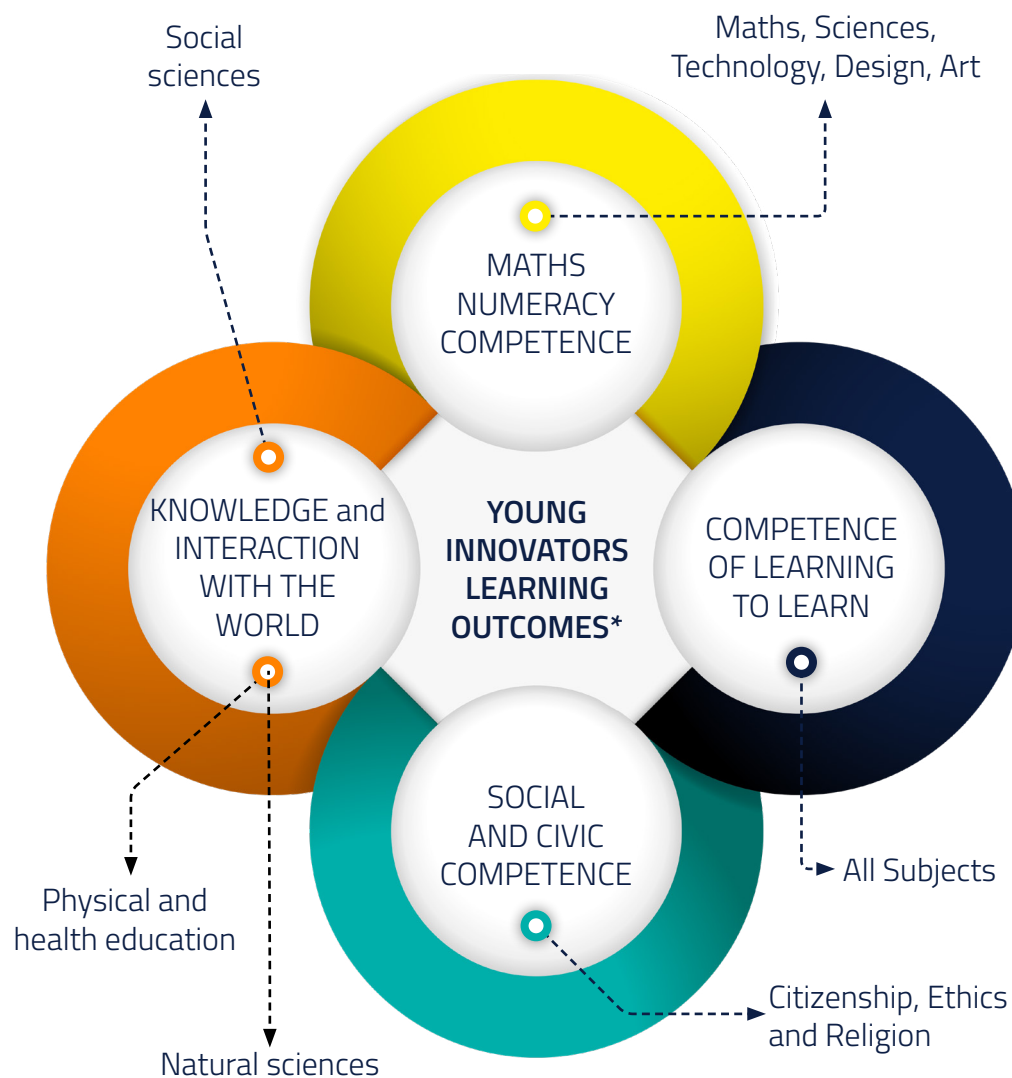 Social
sciences
Maths, Sciences,
Technology, Design, Art
MATHS
NUMERACY
COMPETENCE
KNOWLEDGE and
INTERACTION
WITH THE
WORLD
YOUNG
INNOVATORS
LEARNING
OUTCOMES*
COMPETENCE
OF LEARNING
TO LEARN
SOCIAL
AND CIVIC
COMPETENCE
All Subjects
Physical and
health education
Citizenship, Ethics
and Religion
Natural sciences